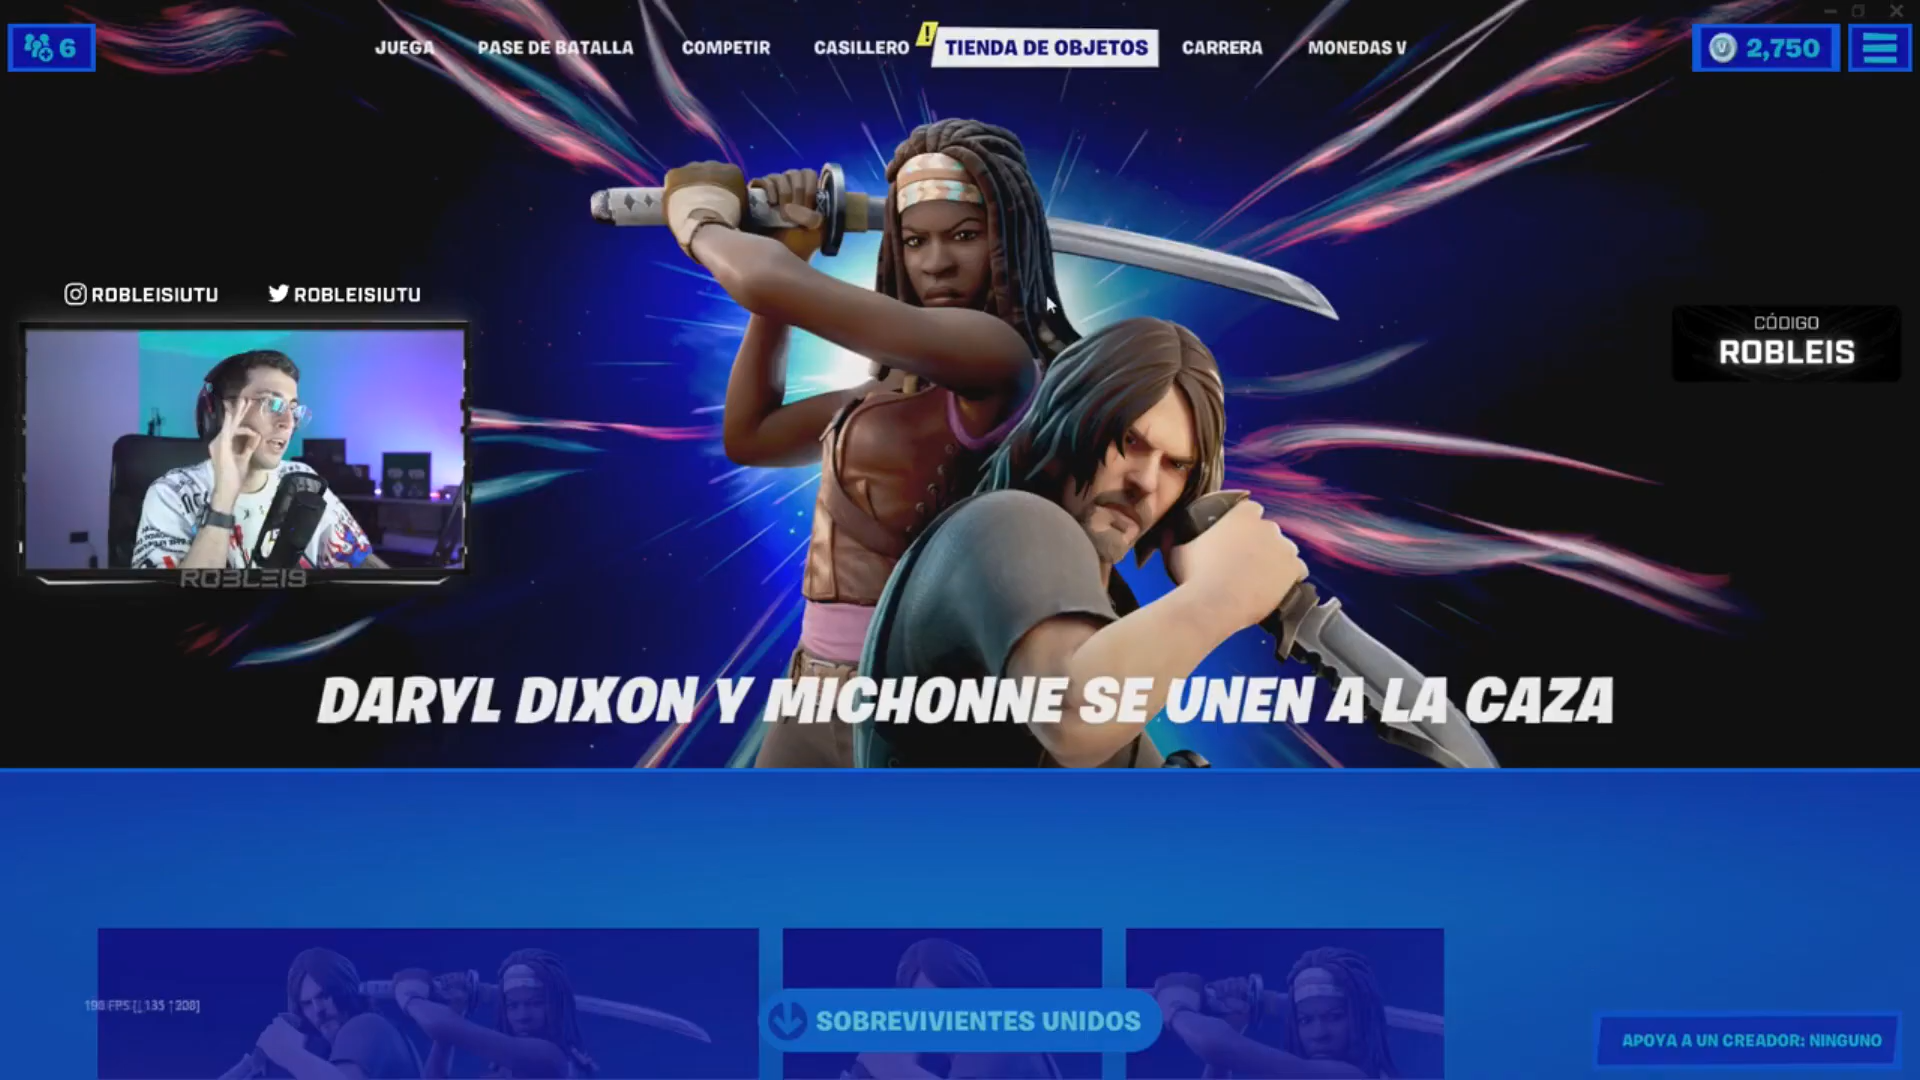 6
JUEGA
PASE DE BATALLA
COMPETIR
CASILLERO
!
TIENDA DE OBJETOS
CARRERA
MONEDAS V
V
2,750
ROBLEISIUTU
ROBLEISIUTU
CÓDIGO
ROBLEIS
ROBLEIS
DARYL DIXON Y MICHONNE SE UNEN A LA CAZA
SOBREVIVIENTES UNIDOS
APOYA A UN CREADOR: NINGUNO